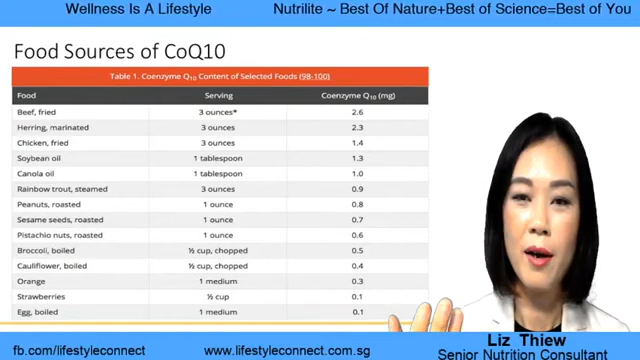 Wellness Is A Lifestyle Nutrilite ~ Best Of Nature+Best of Science=Best of You
Food Sources of CoQ10
Table 1. Coenzyme Q10 Content of Selected Foods (98-100)
Food Serving Coenzyme Q10 (mg)
Beef, fried 3 ounces* 2.6
Herring, marinated 3 ounces 2.3
Chicken, fried 3 ounces 1.4
Soybean oil 1 tablespoon 1.3
Canola oil 1 tablespoon 1.0
Rainbow trout, steamed 3 ounces 0.9
Peanuts, roasted 1 ounce 0.8
Sesame seeds, roasted 1 ounce 0.7
Pistachio nuts, roasted 1 ounce 0.6
Broccoli, boiled ½ cup, chopped 0.5
Cauliflower, boiled ½ cup, chopped 0.4
Orange 1 medium 0.3
Strawberries ½ cup 0.1
Egg, boiled 1 medium 0.1
Liz Thiew
fb.com/lifestyleconnect www.lifestyleconnect.com.sg Senior Nutrition Consultant